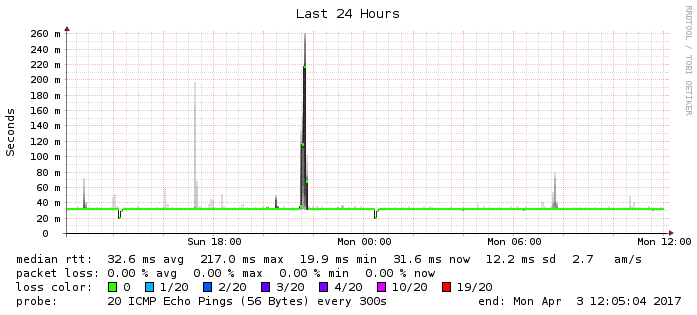 Last 24 Hours
RRDTOOL / TOBI OETIKER
Seconds
260 m
240 m
220 m
200 m
180 m
160 m
140 m
120 m
100 m
80 m
60 m
40 m
20 m
0
Sun 18:00 Mon 00:00 Mon 06:00 Mon 12:00
median rtt: 32.6 ms avg 217.0 ms max 19.9 ms min 31.6 ms now 12.2 ms sd 2.7 am/s
packet loss: 0.00 % avg 0.00 % max 0.00 % min 0.00 % now
loss color: 0 1/20 2/20 3/20 4/20 10/20 19/20
probe: 20 ICMP Echo Pings (56 Bytes) every 300s end: Mon Apr 3 12:05:04 2017